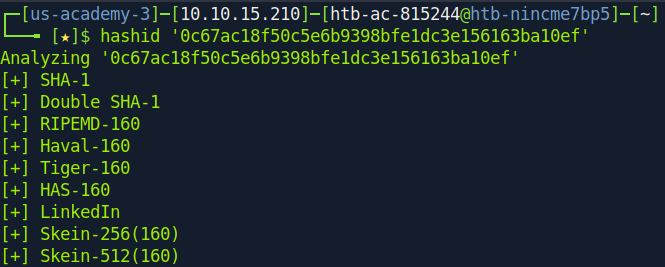 ┌─[us-academy-3]─[10.10.15.210]─[htb-ac-815244@htb-nincme7bp5]─[~]
└──╼ [★]$ hashid '0c67ac18f50c5e6b9398bfe1dc3e156163ba10ef'
Analyzing '0c67ac18f50c5e6b9398bfe1dc3e156163ba10ef'
[+] SHA-1
[+] Double SHA-1
[+] RIPEMD-160
[+] Haval-160
[+] Tiger-160
[+] HAS-160
[+] LinkedIn
[+] Skein-256(160)
[+] Skein-512(160)